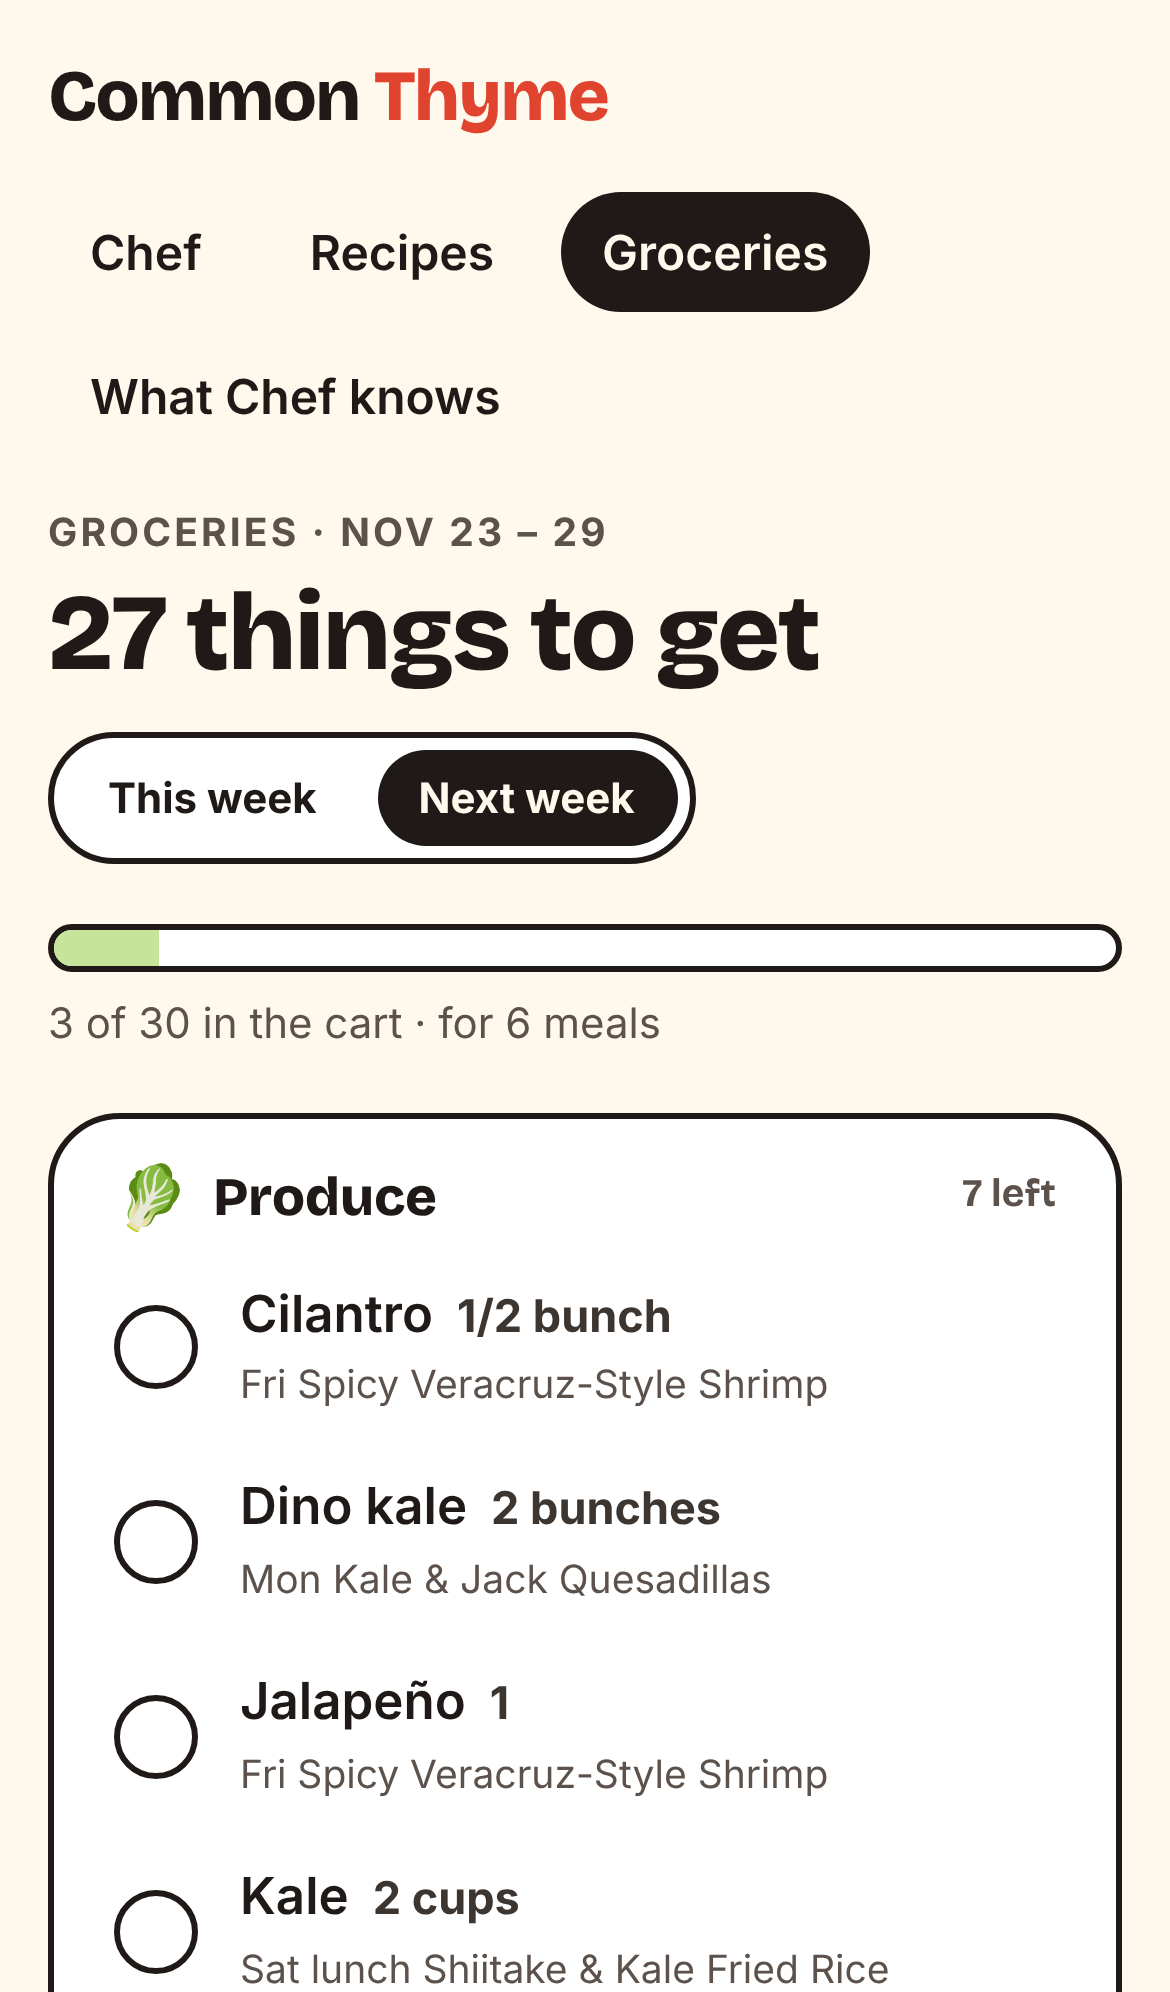 Common Thyme
Chef Recipes Groceries
What Chef knows
GROCERIES · NOV 23 – 29
27 things to get
This week Next week
3 of 30 in the cart · for 6 meals
Produce 7 left
Cilantro 1/2 bunch
Fri Spicy Veracruz-Style Shrimp
Dino kale 2 bunches
Mon Kale & Jack Quesadillas
Jalapeño 1
Fri Spicy Veracruz-Style Shrimp
Kale 2 cups
Sat lunch Shiitake & Kale Fried Rice